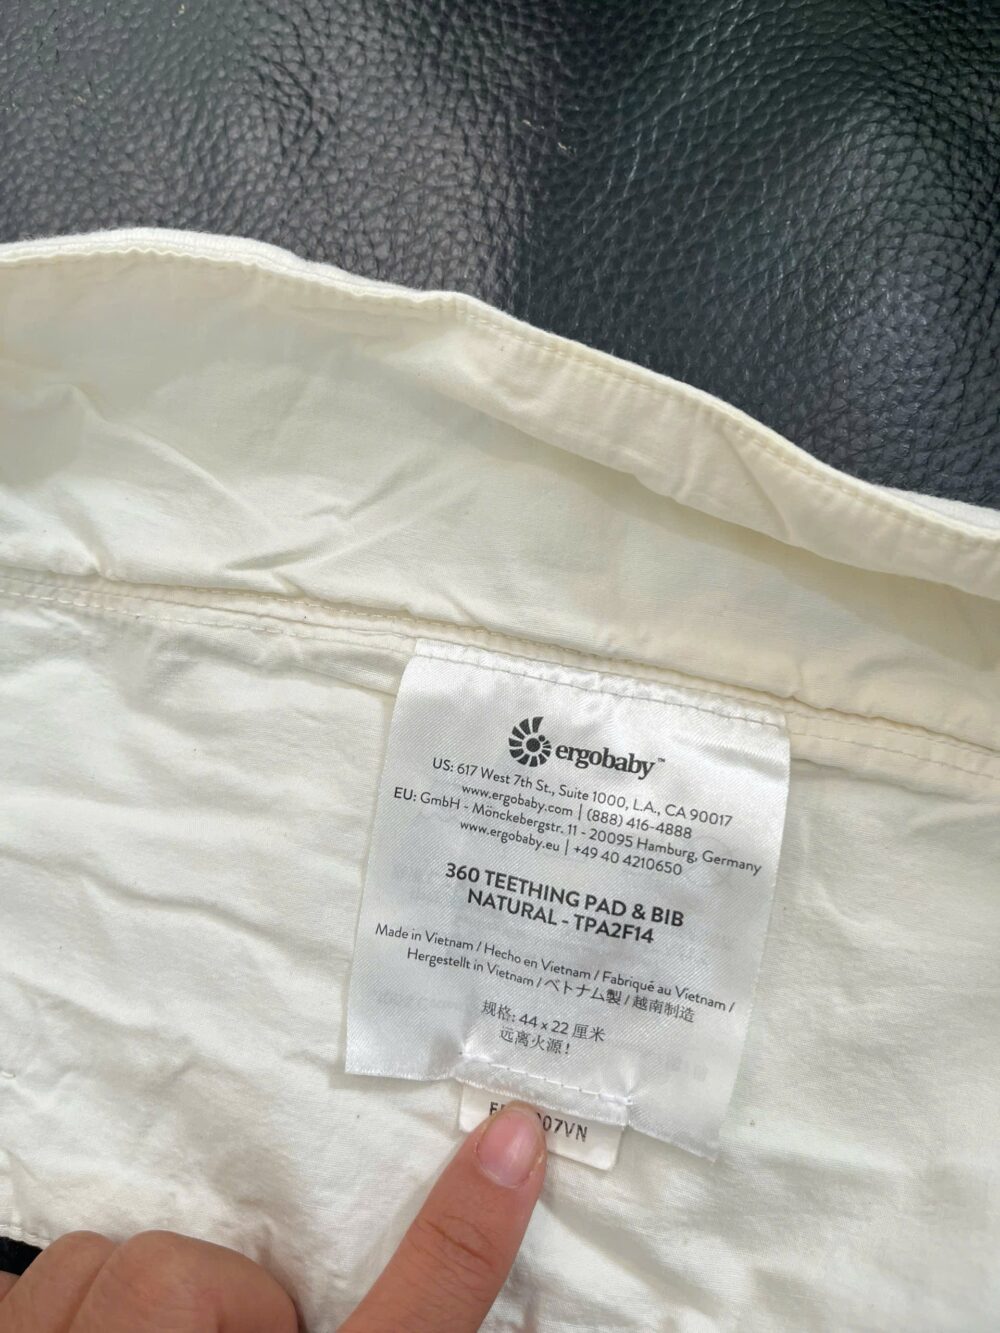 ergobaby™
US: 617 West 7th St., Suite 1000, L.A., CA 90017
www.ergobaby.com | (888) 416-4888
EU: GmbH - Mönckebergstr. 11 - 20095 Hamburg, Germany
www.ergobaby.eu | +49 40 4210650
360 TEETHING PAD & BIB
NATURAL - TPA2F14
Made in Vietnam / Hecho en Vietnam / Fabriqué au Vietnam /
Hergestellt in Vietnam / ベトナム製 / 越南制造
规格: 44 x 22 厘米
远离火源!
07VN